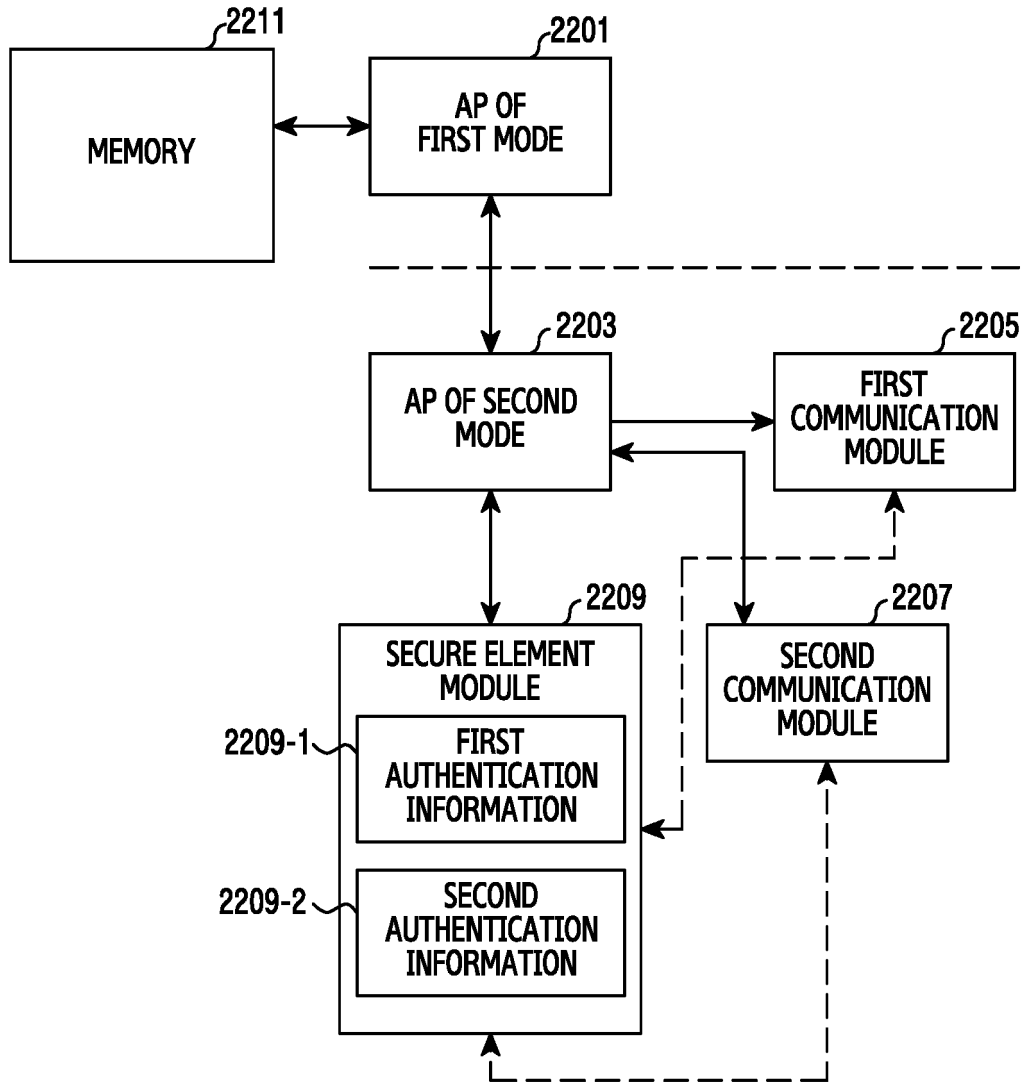 2211
MEMORY
2201
AP OF
FIRST MODE
2203
AP OF SECOND
MODE
2205
FIRST
COMMUNICATION
MODULE
2209
SECURE ELEMENT
MODULE
2209-1
FIRST
AUTHENTICATION
INFORMATION
2209-2
SECOND
AUTHENTICATION
INFORMATION
2207
SECOND
COMMUNICATION
MODULE